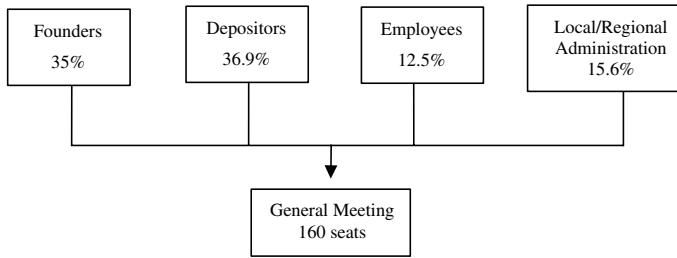 Founders
35%
Depositors
36.9%
Employees
12.5%
Local/Regional
Administration
15.6%
General Meeting
160 seats